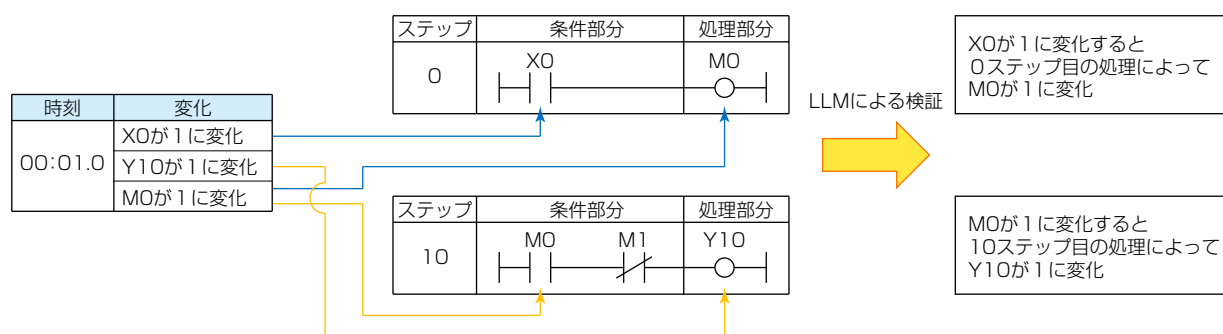 時刻 変化
00：01.0
X0が１に変化
Y10が１に変化
M0が１に変化
ステップ 条件部分 処理部分
0
X0 M0
ステップ 条件部分 処理部分
10
M0 M1 Y10
LLMによる検証
X0が１に変化すると
０ステップ目の処理によって
M0が１に変化
M0が１に変化すると
10ステップ目の処理によって
Y10が１に変化